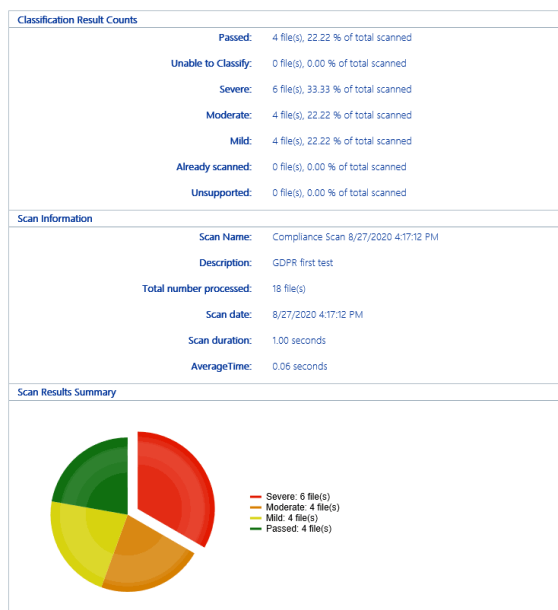 Classification Result Counts
Passed: 4 file(s), 22.22 % of total scanned
Unable to Classify: 0 file(s), 0.00 % of total scanned
Severe: 6 file(s), 33.33 % of total scanned
Moderate: 4 file(s), 22.22 % of total scanned
Mild: 4 file(s), 22.22 % of total scanned
Already scanned: 0 file(s), 0.00 % of total scanned
Unsupported: 0 file(s), 0.00 % of total scanned
Scan Information
Scan Name: Compliance Scan 8/27/2020 4:17:12 PM
Description: GDPR first test
Total number processed: 18 file(s)
Scan date: 8/27/2020 4:17:12 PM
Scan duration: 1.00 seconds
AverageTime: 0.06 seconds
Scan Results Summary
Severe: 6 file(s)
Moderate: 4 file(s)
Mild: 4 file(s)
Passed: 4 file(s)